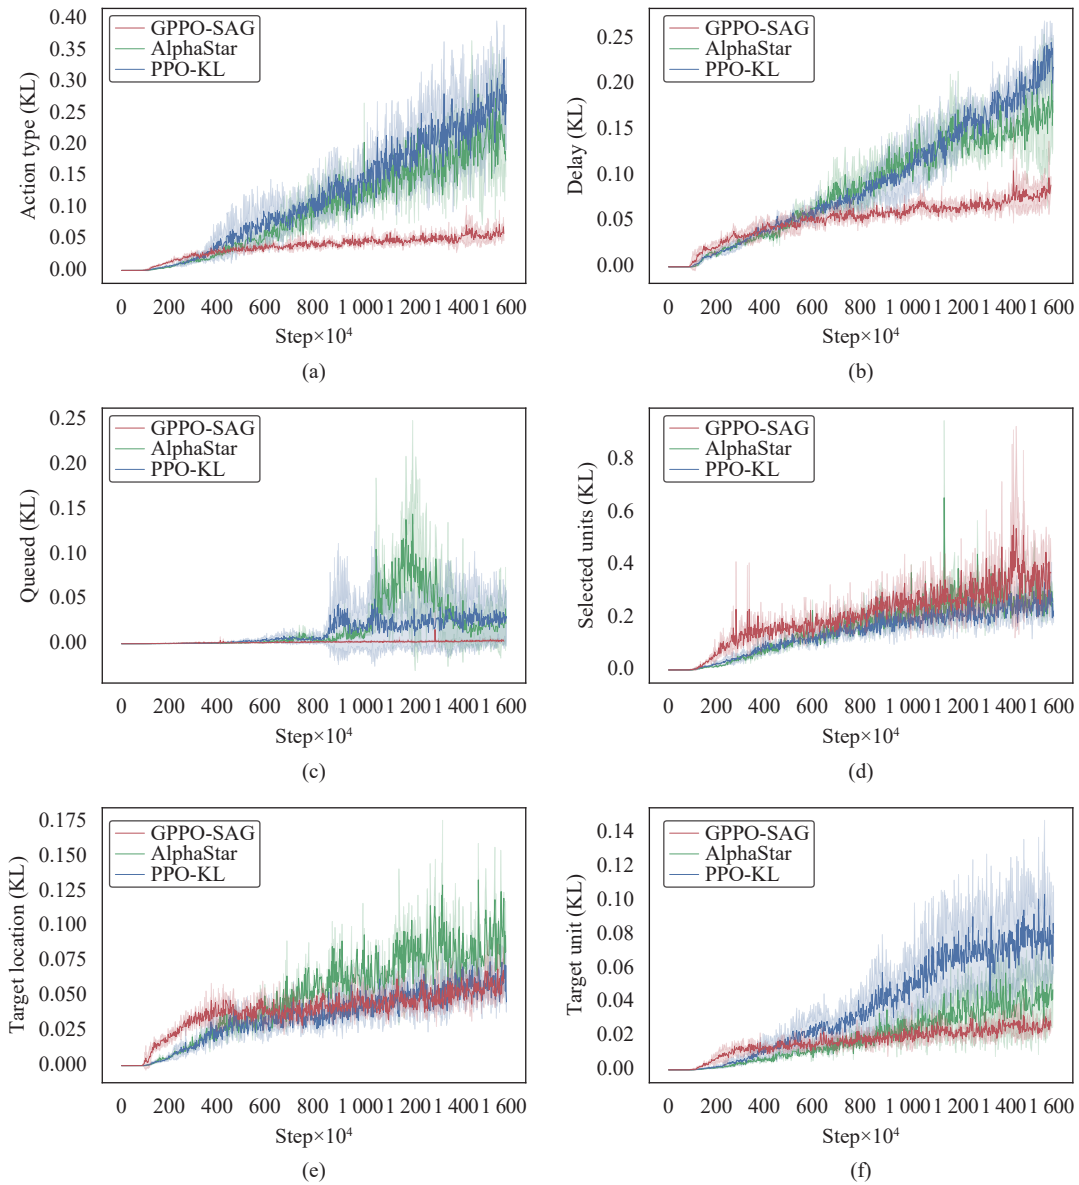 0.40
0.35
0.30
0.25
0.20
0.15
0.10
0.05
0.00
Action type (KL)
GPPO-SAG
AlphaStar
PPO-KL
0 200 400 600 800 1 000 1 200 1 400 1 600
Step×10⁴
(a)
0.25
0.20
0.15
0.10
0.05
0.00
Delay (KL)
GPPO-SAG
AlphaStar
PPO-KL
0 200 400 600 800 1 000 1 200 1 400 1 600
Step×10⁴
(b)
0.25
0.20
0.15
0.10
0.05
0.00
Queued (KL)
GPPO-SAG
AlphaStar
PPO-KL
0 200 400 600 800 1 000 1 200 1 400 1 600
Step×10⁴
(c)
0.8
0.6
0.4
0.2
0.0
Selected units (KL)
GPPO-SAG
AlphaStar
PPO-KL
0 200 400 600 800 1 000 1 200 1 400 1 600
Step×10⁴
(d)
0.175
0.150
0.125
0.100
0.075
0.050
0.025
0.000
Target location (KL)
GPPO-SAG
AlphaStar
PPO-KL
0 200 400 600 800 1 000 1 200 1 400 1 600
Step×10⁴
(e)
0.14
0.12
0.10
0.08
0.06
0.04
0.02
0.00
Target unit (KL)
GPPO-SAG
AlphaStar
PPO-KL
0 200 400 600 800 1 000 1 200 1 400 1 600
Step×10⁴
(f)